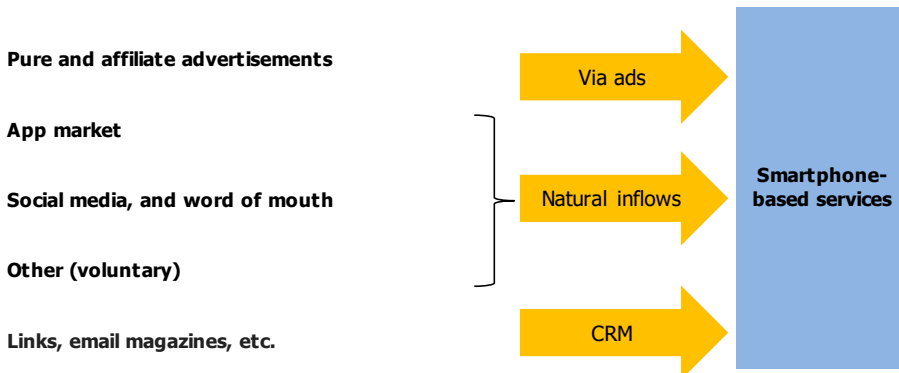 Pure and affiliate advertisements
Via ads
App market
Social media, and word of mouth
Natural inflows
Smartphone-
based services
Other (voluntary)
Links, email magazines, etc.
CRM